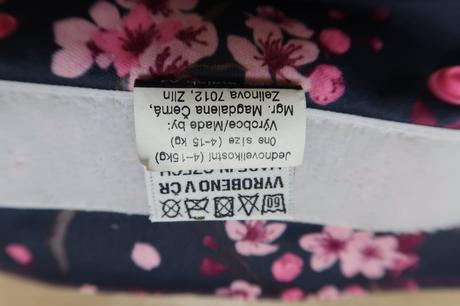 Jednovelikostní (4-15kg)
One size (4-15 kg)
Výrobce/Made by:
Mgr. Magdalena Černá,
Zelinova 7012, Zlín
60
VYROBENO V ČR
MADE IN CZECH